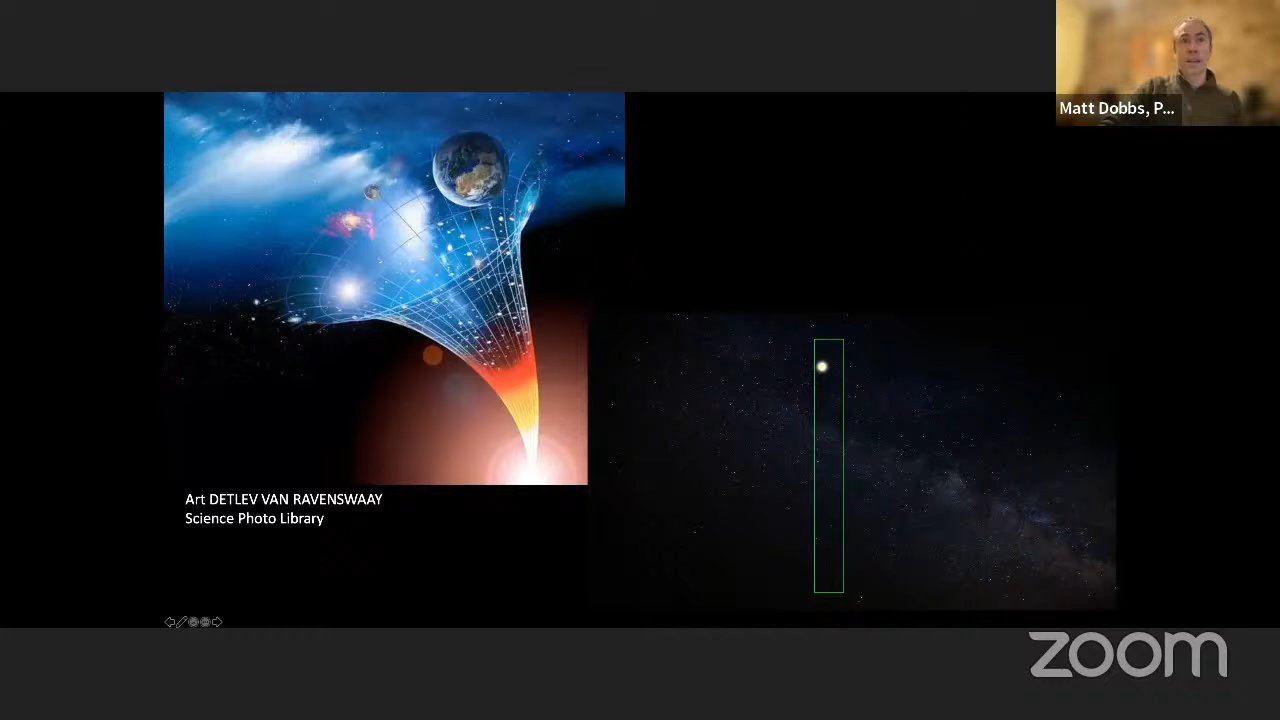 Matt Dobbs, P...
Art DETLEV VAN RAVENSWAAY
Science Photo Library
zoom